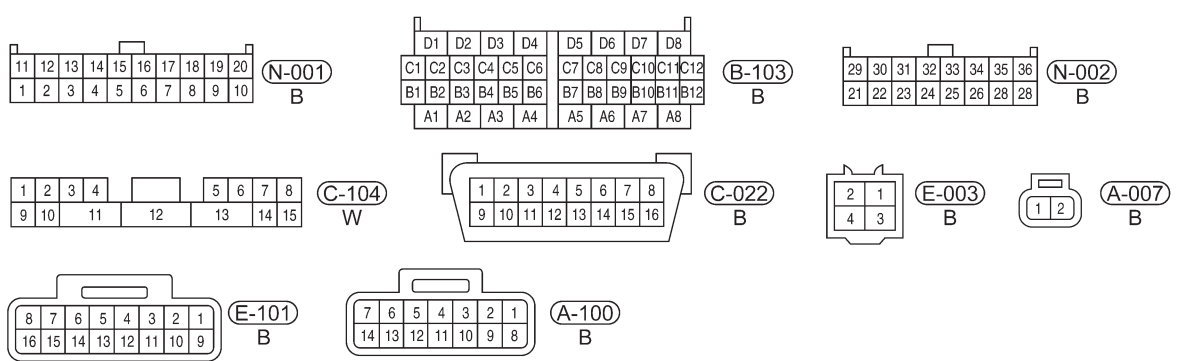 11 12 13 14 15 16 17 18 19 20
1 2 3 4 5 6 7 8 9 10
N-001
B
D1 D2 D3 D4 D5 D6 D7 D8
C1 C2 C3 C4 C5 C6 C7 C8 C9 C10 C11 C12
B1 B2 B3 B4 B5 B6 B7 B8 B9 B10 B11 B12
A1 A2 A3 A4 A5 A6 A7 A8
B-103
B
29 30 31 32 33 34 35 36
21 22 23 24 25 26 28 28
N-002
B
1 2 3 4 5 6 7 8
9 10 11 12 13 14 15
C-104
W
1 2 3 4 5 6 7 8
9 10 11 12 13 14 15 16
C-022
B
2 1
4 3
E-003
B
1 2
A-007
B
8 7 6 5 4 3 2 1
16 15 14 13 12 11 10 9
E-101
B
7 6 5 4 3 2 1
14 13 12 11 10 9 8
A-100
B